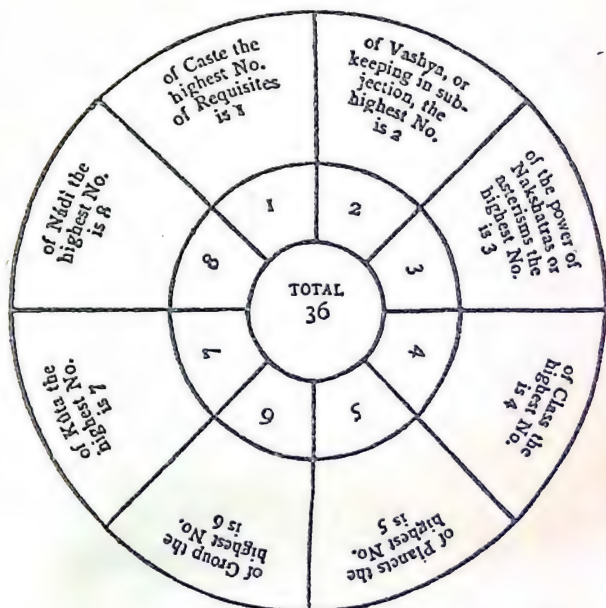 of Caste the
highest No.
of Requisites
is 1
of Vashya, or
keeping in sub-
jection, the
highest No.
is 2
of the power of
Nakshatras or
asterisms the
highest No.
is 3
of Class the
highest No.
is 4
of Planets the
highest No.
is 5
of Group the
highest No.
is 6
of Kūta the
highest No.
is 7
of Nādi the
highest No.
is 8
1
2
3
4
5
6
7
8
TOTAL
36